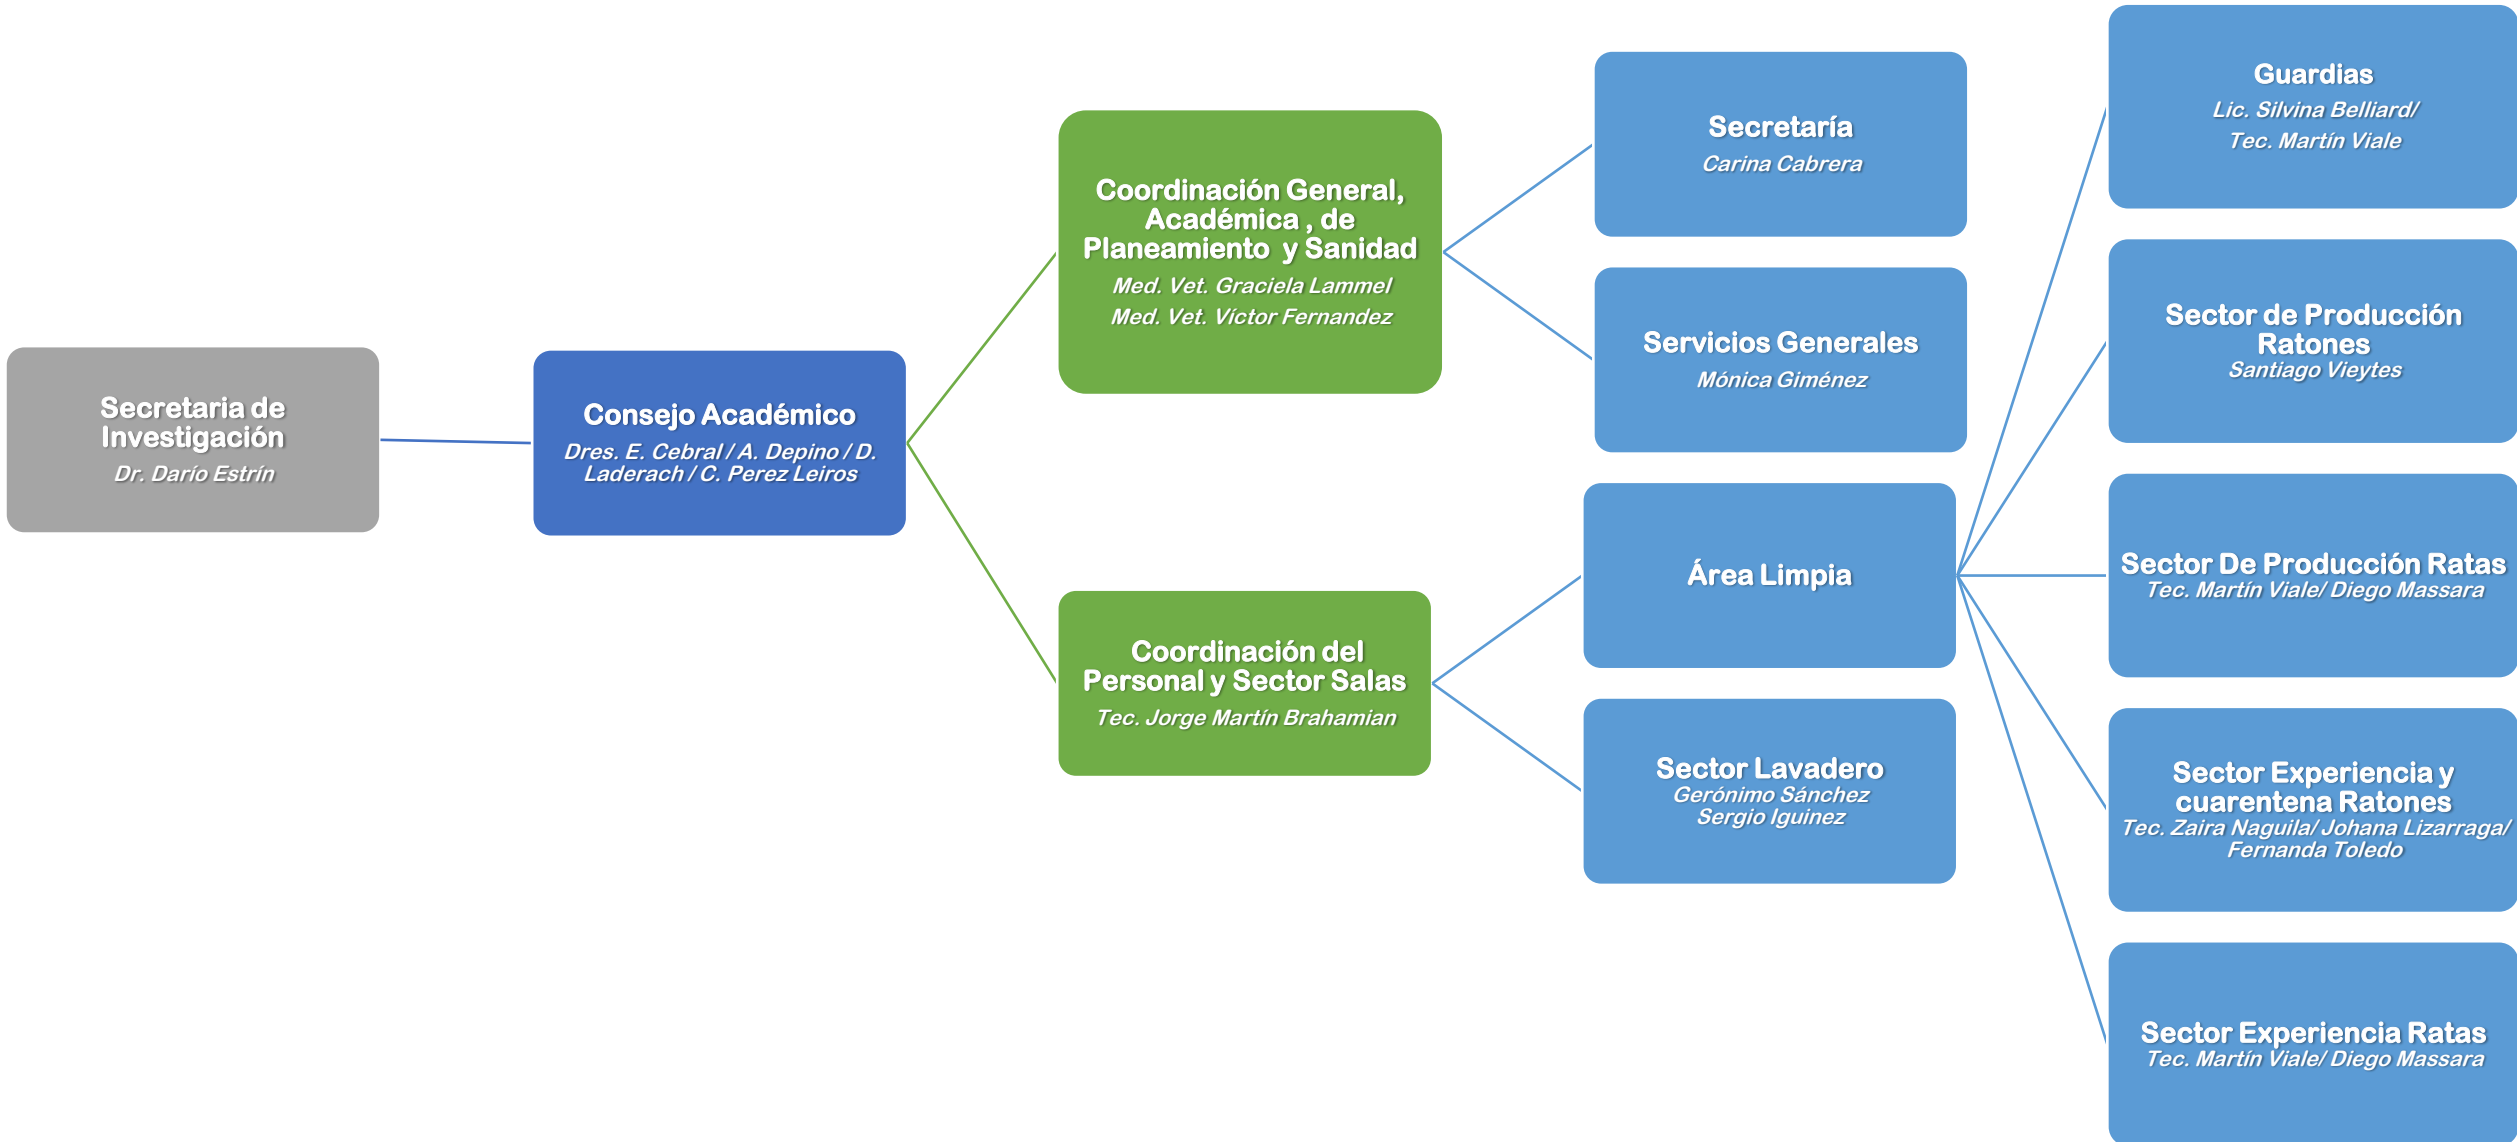 Secretaria de
Investigación
Dr. Darío Estrín
Consejo Académico
Dres. E. Cebral / A. Depino / D.
Laderach / C. Perez Leiros
Coordinación General,
Académica , de
Planeamiento y Sanidad
Med. Vet. Graciela Lammel
Med. Vet. Víctor Fernandez
Coordinación del
Personal y Sector Salas
Tec. Jorge Martín Brahamian
Secretaría
Carina Cabrera
Servicios Generales
Mónica Giménez
Área Limpia
Sector Lavadero
Gerónimo Sánchez
Sergio Iguinez
Guardias
Lic. Silvina Belliard/
Tec. Martín Viale
Sector de Producción
Ratones
Santiago Vieytes
Sector De Producción Ratas
Tec. Martín Viale/ Diego Massara
Sector Experiencia y
cuarentena Ratones
Tec. Zaira Naguila/ Johana Lizarraga/
Fernanda Toledo
Sector Experiencia Ratas
Tec. Martín Viale/ Diego Massara